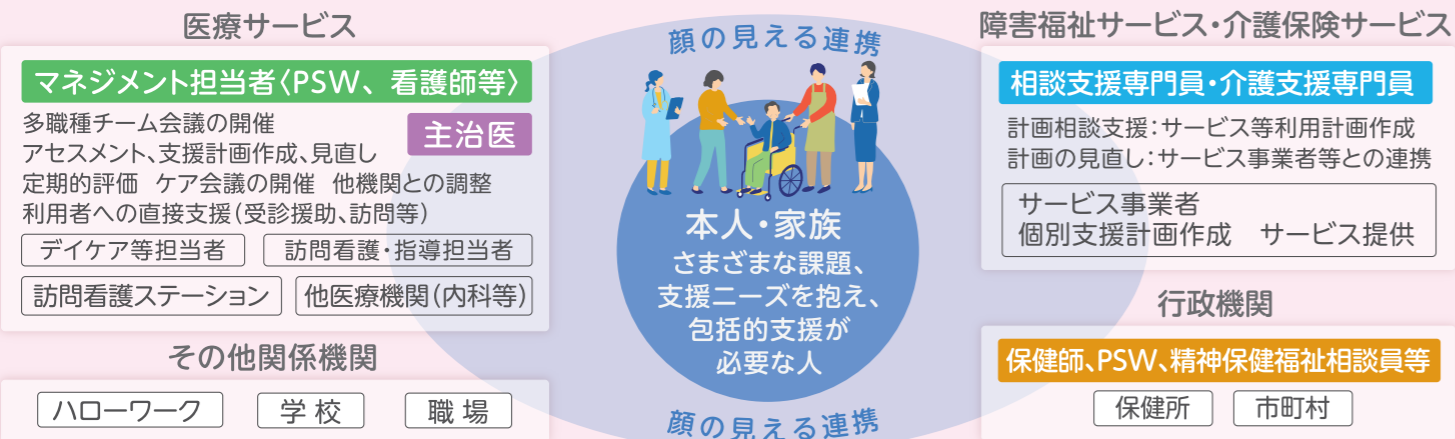 医療サービス
マネジメント担当者〈PSW、看護師等〉
多職種チーム会議の開催
主治医
アセスメント、支援計画作成、見直し
定期的評価 ケア会議の開催 他機関との調整
利用者への直接支援(受診援助、訪問等)
デイケア等担当者
訪問看護・指導担当者
訪問看護ステーション
他医療機関(内科等)
その他関係機関
ハローワーク
学校
職場
顔の見える連携
本人・家族
さまざまな課題、
支援ニーズを抱え、
包括的支援が
必要な人
顔の見える連携
障害福祉サービス・介護保険サービス
相談支援専門員・介護支援専門員
計画相談支援:サービス等利用計画作成
計画の見直し:サービス事業者等との連携
サービス事業者
個別支援計画作成 サービス提供
行政機関
保健師、PSW、精神保健福祉相談員等
保健所
市町村